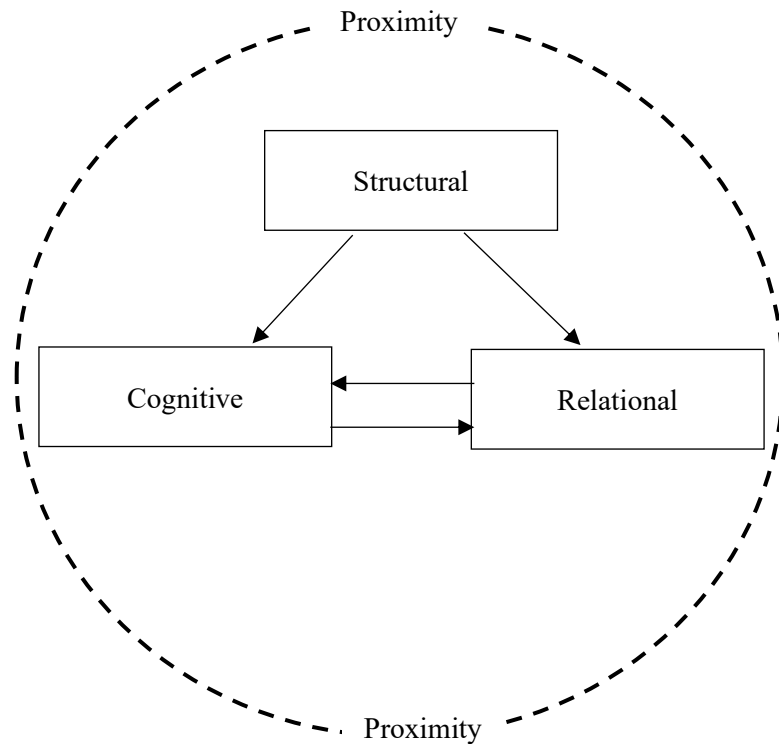 Proximity
Structural
Cognitive
Relational
Proximity